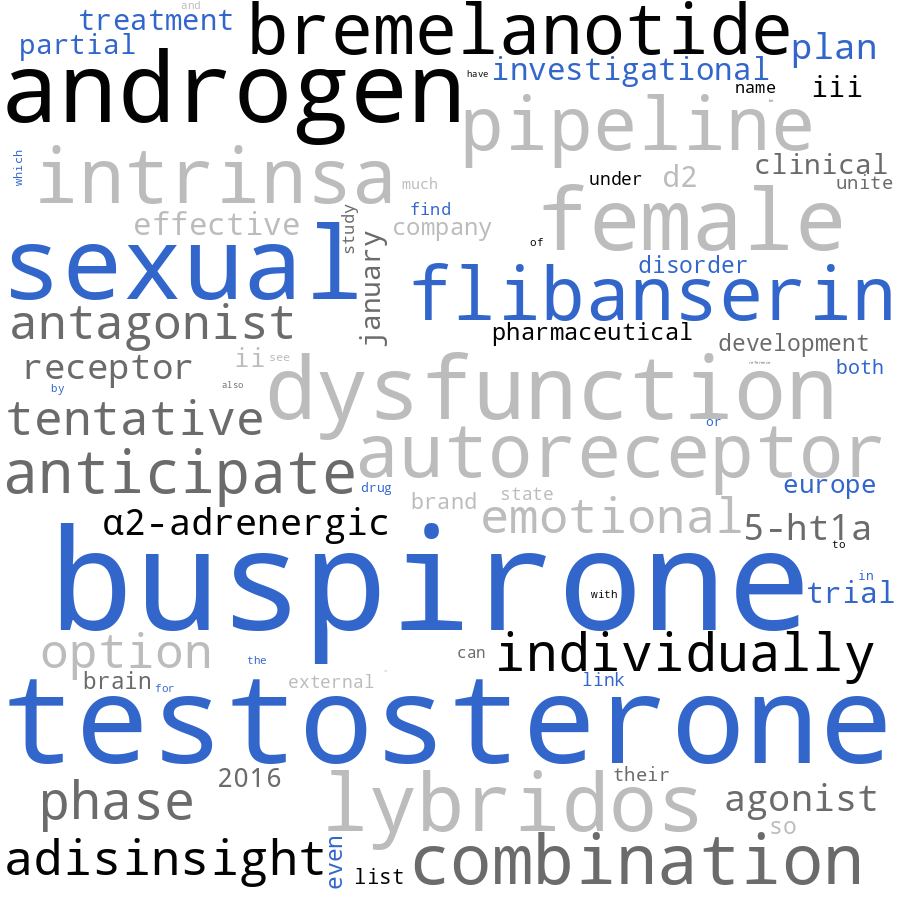 and
treatment
bremelanotide
partial
plan
androgen
have
investigational
name
iii
pipeline
which
intrinsa
much
under
d2
clinical
unite
effective
study
find
company
female
of
sexual
january
disorder
flibanserin
antagonist
pharmaceutical
development
receptor
ii
see
dysfunction
reference
both
by
also
tentative
or
autoreceptor
anticipate
drug
brand
state
emotional
europe
α2-adrenergic
5-ht1a
to
buspirone
with
in
trial
option
the
can
individually
brain
for
external
link
testosterone
2016
their
phase
lybridos
agonist
so
adisinsight
even
list
combination